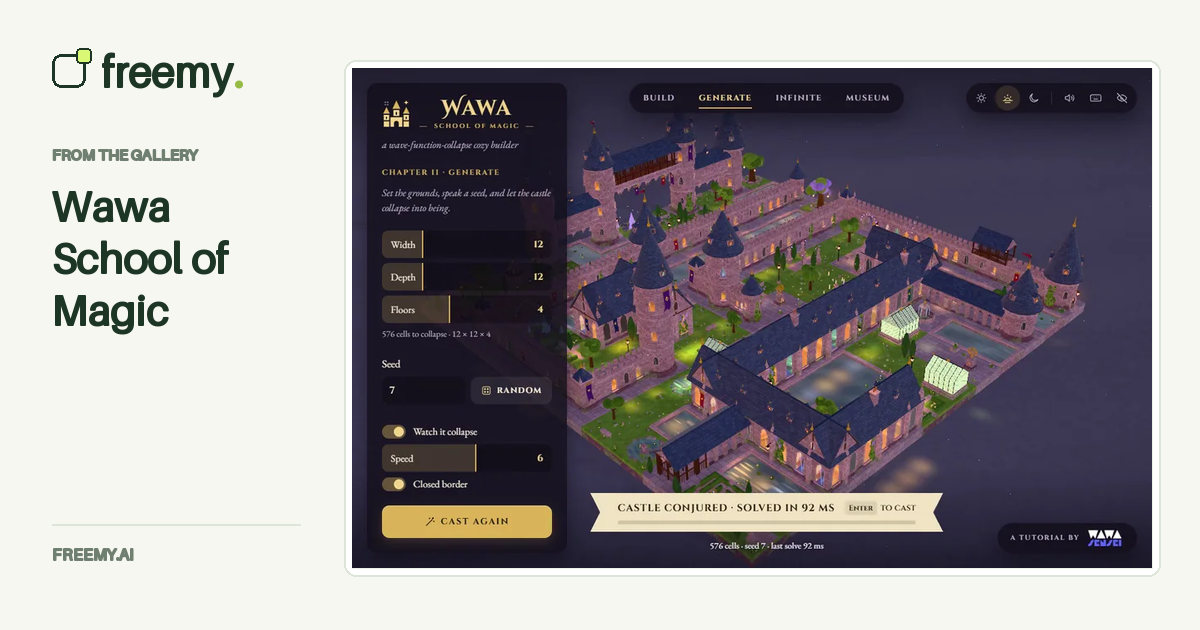 freemy.
FROM THE GALLERY
Wawa
School of
Magic
FREEMY.AI
WAWA
SCHOOL OF MAGIC
a wave-function-collapse cozy builder
CHAPTER II · GENERATE
Set the grounds, speak a seed, and let the castle
collapse into being.
Width 12
Depth 12
Floors 4
576 cells to collapse · 12 × 12 × 4
Seed
7 RANDOM
Watch it collapse
Speed 6
Closed border
CAST AGAIN
BUILD GENERATE INFINITE MUSEUM
CASTLE CONJURED · SOLVED IN 92 MS ENTER TO CAST
576 cells · seed 7 · last solve 92 ms
A TUTORIAL BY WAWA SENSEI